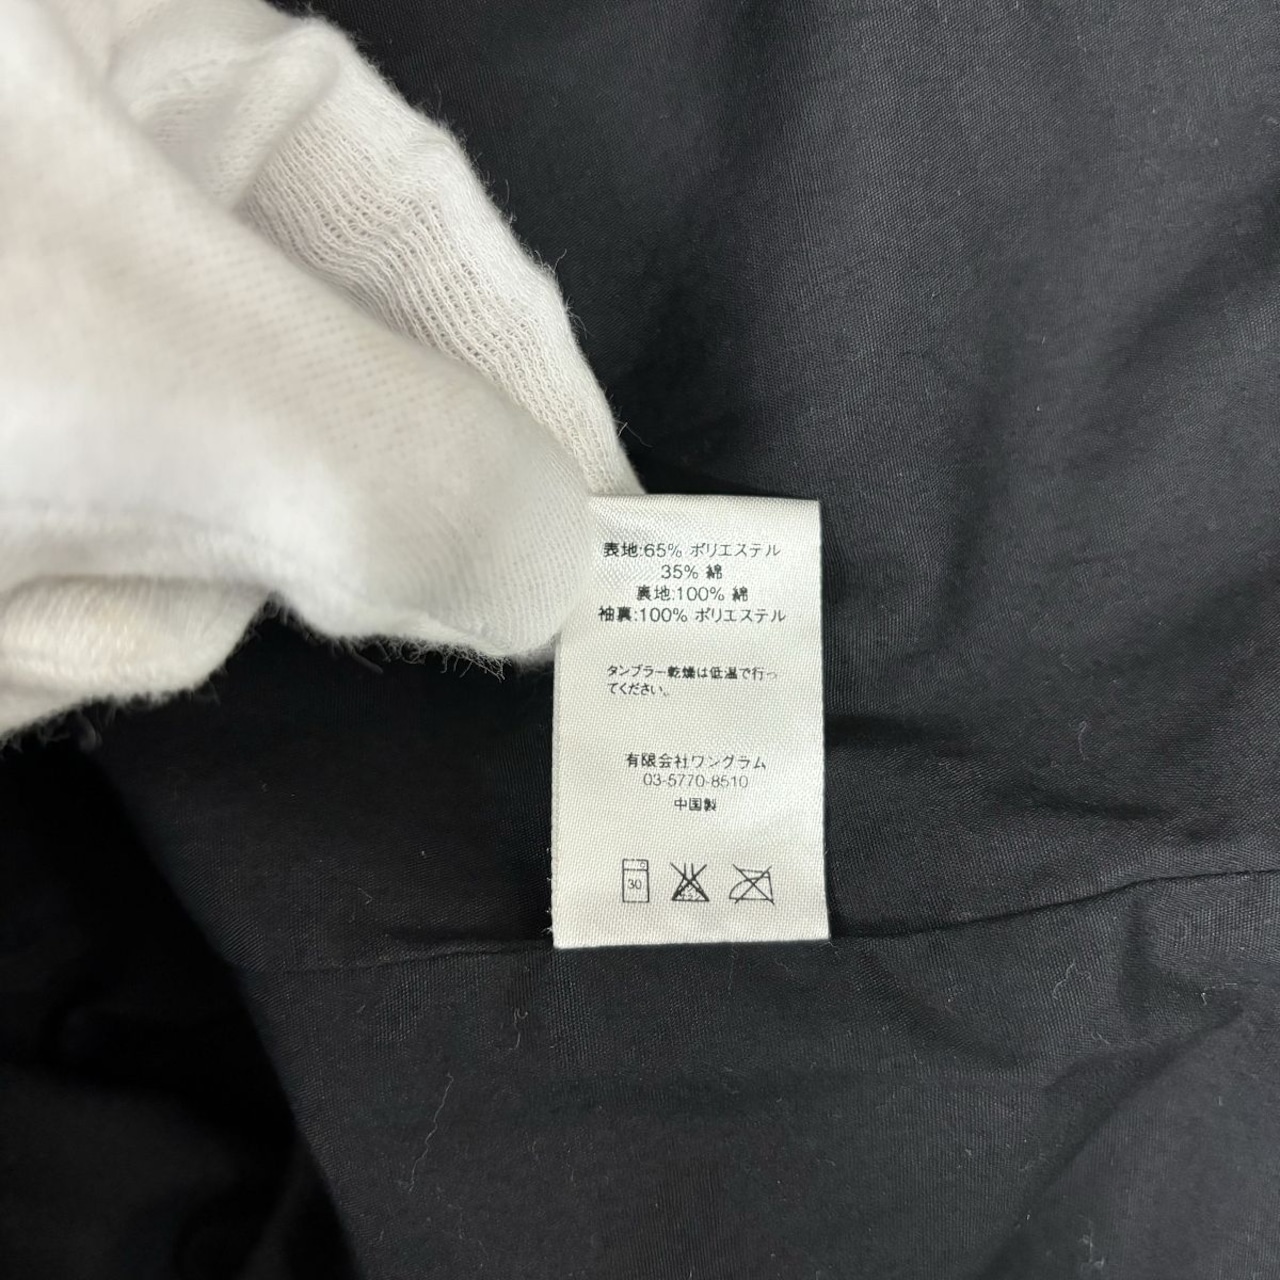 表地:65% ポリエステル
35% 綿
裏地:100% 綿
袖裏:100% ポリエステル
タンブラー乾燥は低温で行っ
てください。
有限会社ワングラム
03-5770-8510
中国製
30